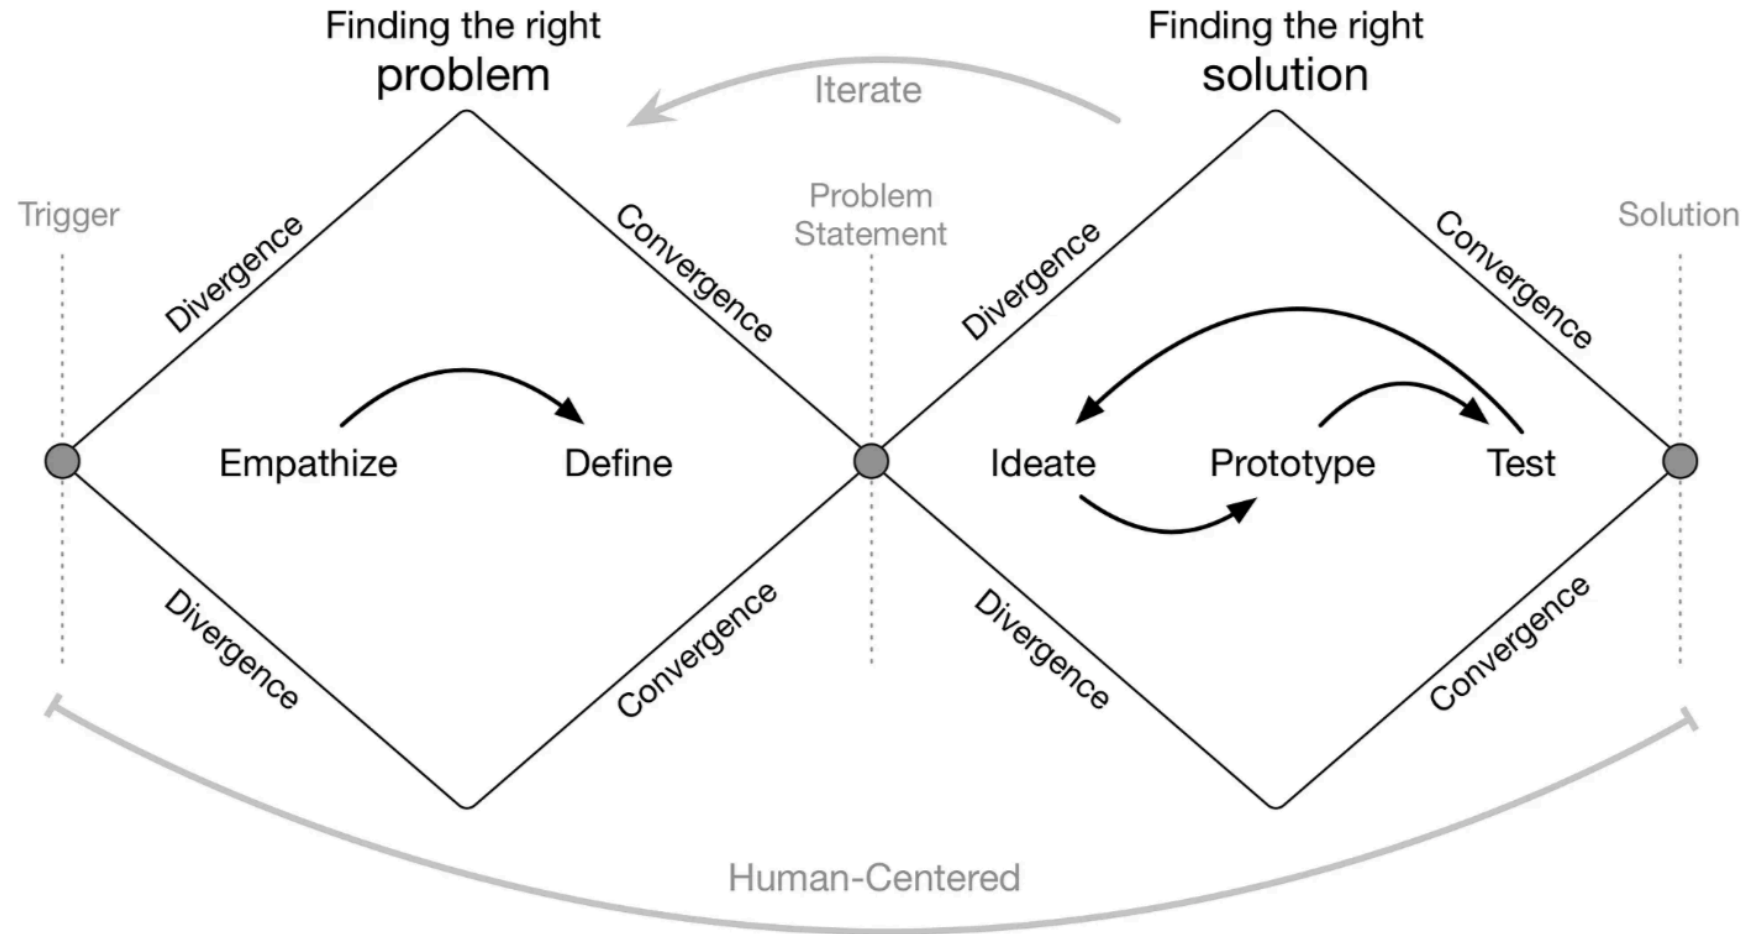 Finding the right
problem
Finding the right
solution
Iterate
Trigger
Problem
Statement
Solution
Divergence
Convergence
Divergence
Convergence
Empathize
Define
Ideate
Prototype
Test
Divergence
Convergence
Divergence
Convergence
Human-Centered